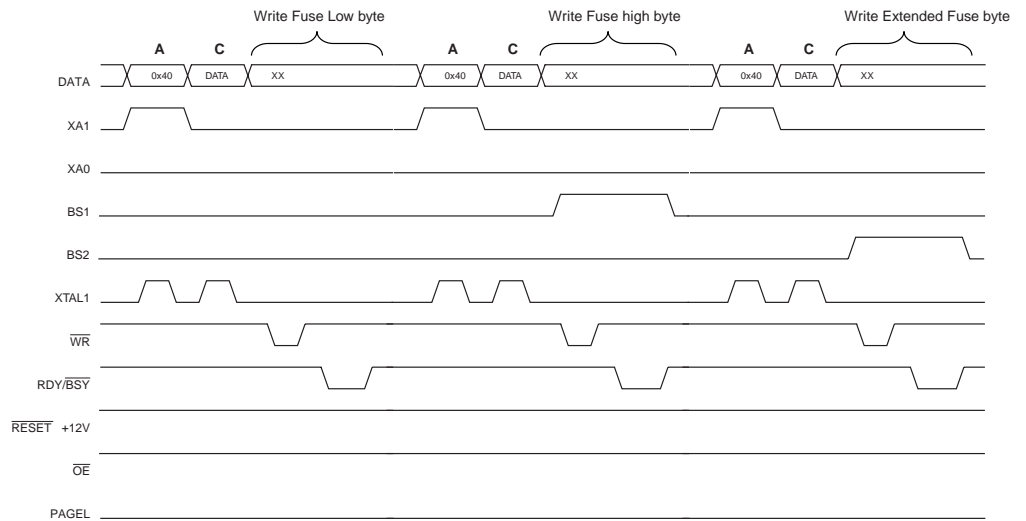 Write Fuse Low byte Write Fuse high byte Write Extended Fuse byte
A C A C A C
DATA 0x40 DATA XX 0x40 DATA XX 0x40 DATA XX
XA1
XA0
BS1
BS2
XTAL1
WR
RDY/BSY
RESET +12V
OE
PAGEL